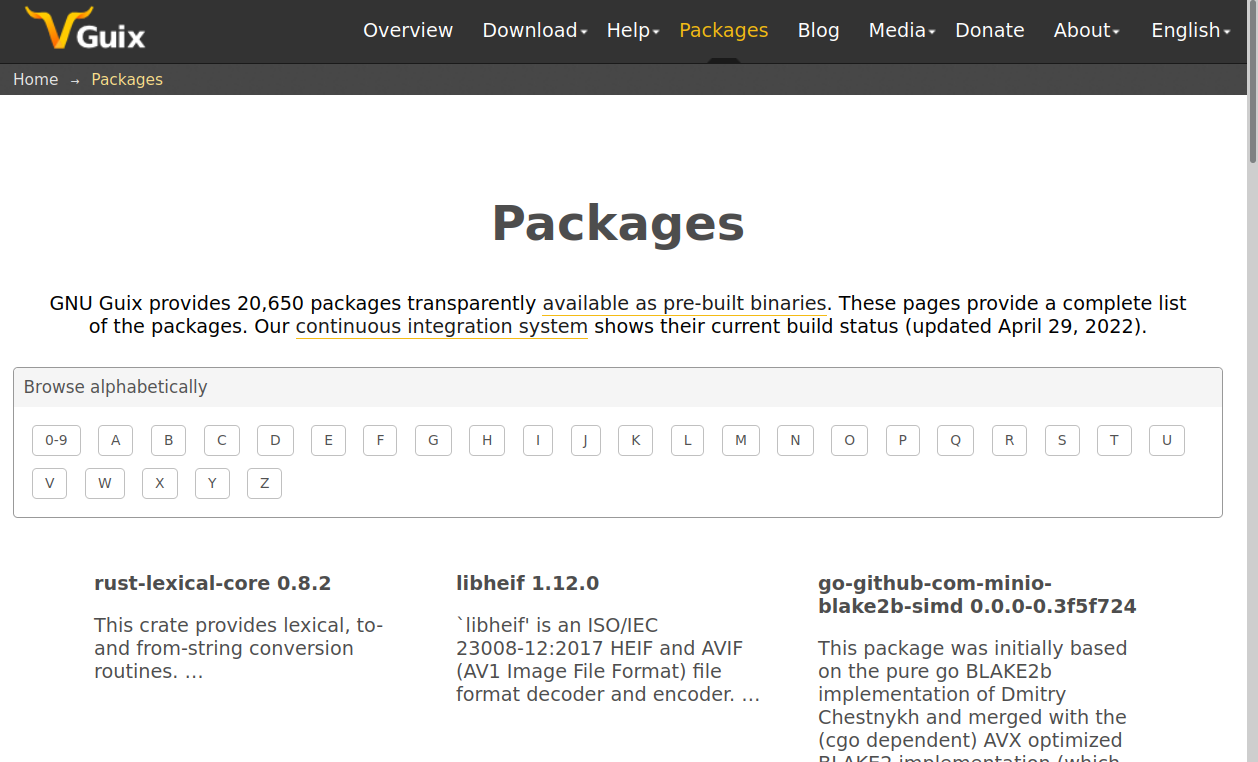 Guix
Overview Download Help Packages Blog Media Donate About English
Home → Packages
Packages
GNU Guix provides 20,650 packages transparently available as pre-built binaries. These pages provide a complete list
of the packages. Our continuous integration system shows their current build status (updated April 29, 2022).
Browse alphabetically
0-9 A B C D E F G H I J K L M N O P Q R S T U
V W X Y Z
rust-lexical-core 0.8.2
This crate provides lexical, to-
and from-string conversion
routines. …
libheif 1.12.0
`libheif' is an ISO/IEC
23008-12:2017 HEIF and AVIF
(AV1 Image File Format) file
format decoder and encoder. …
go-github-com-minio-
blake2b-simd 0.0.0-0.3f5f724
This package was initially based
on the pure go BLAKE2b
implementation of Dmitry
Chestnykh and merged with the
(cgo dependent) AVX optimized
BLAKE2 implementation (which